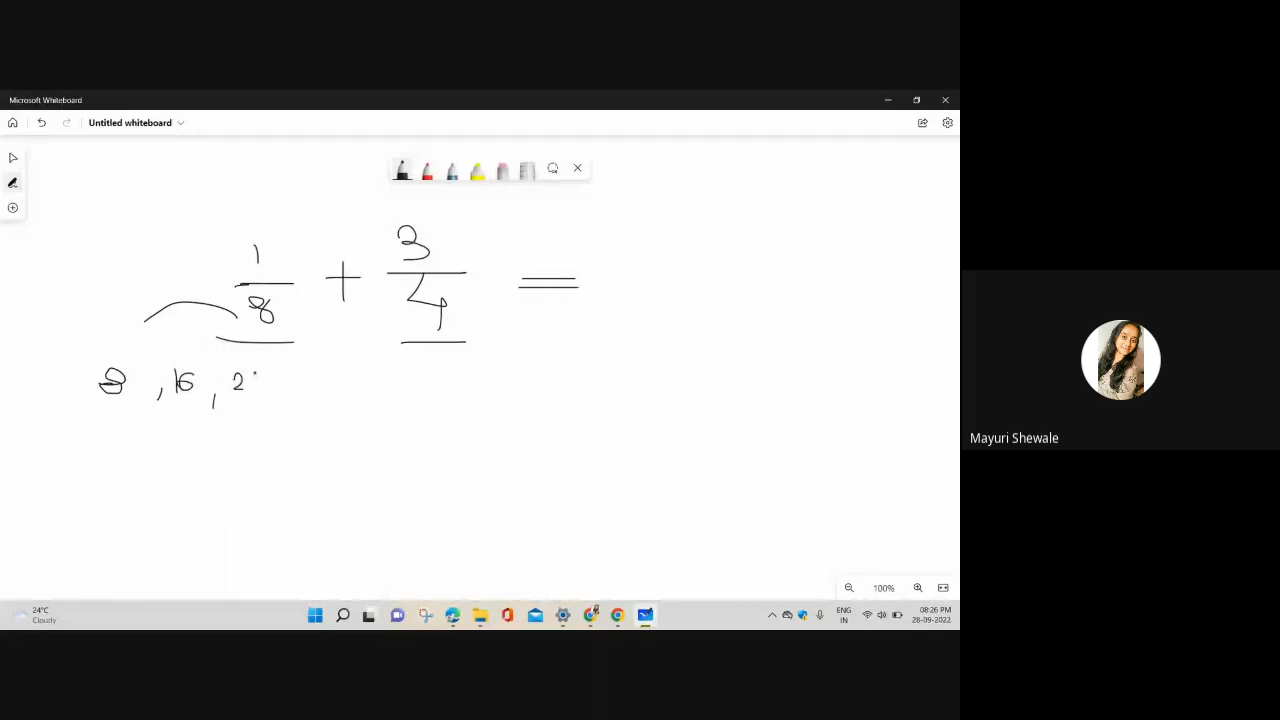 Microsoft Whiteboard
Untitled whiteboard
1/8 + 3/4 =
8 , 16 , 2
Mayuri Shewale
100%
24°C
Cloudy
ENG
IN
08:26 PM
28-09-2022